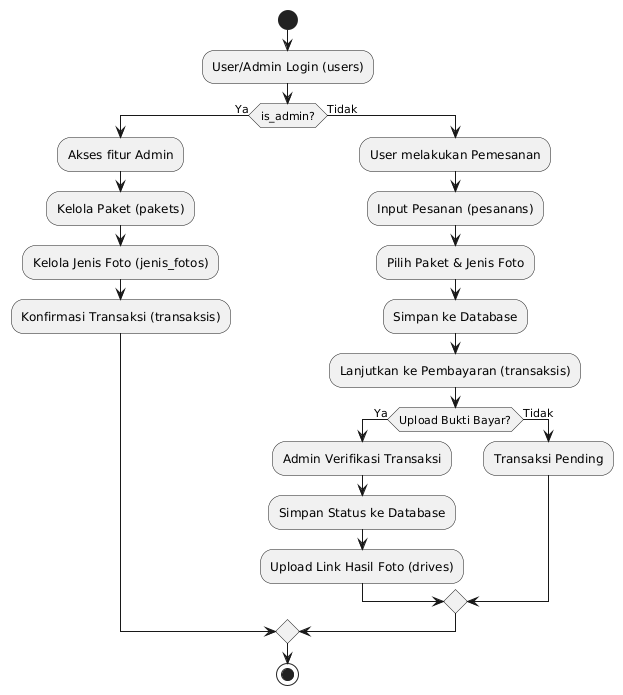 User/Admin Login (users)
is_admin?
Ya
Tidak
Akses fitur Admin
Kelola Paket (pakets)
Kelola Jenis Foto (jenis_fotos)
Konfirmasi Transaksi (transaksis)
User melakukan Pemesanan
Input Pesanan (pesanans)
Pilih Paket & Jenis Foto
Simpan ke Database
Lanjutkan ke Pembayaran (transaksis)
Upload Bukti Bayar?
Ya
Tidak
Admin Verifikasi Transaksi
Simpan Status ke Database
Upload Link Hasil Foto (drives)
Transaksi Pending